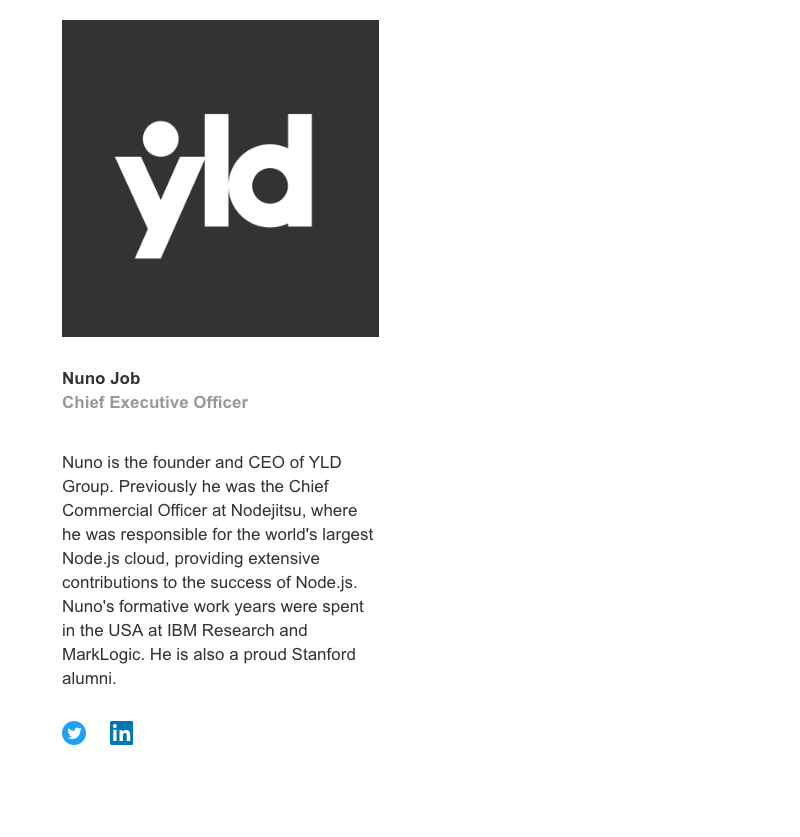 yld
Nuno Job
Chief Executive Officer
Nuno is the founder and CEO of YLD
Group. Previously he was the Chief
Commercial Officer at Nodejitsu, where
he was responsible for the world's largest
Node.js cloud, providing extensive
contributions to the success of Node.js.
Nuno's formative work years were spent
in the USA at IBM Research and
MarkLogic. He is also a proud Stanford
alumni.
in